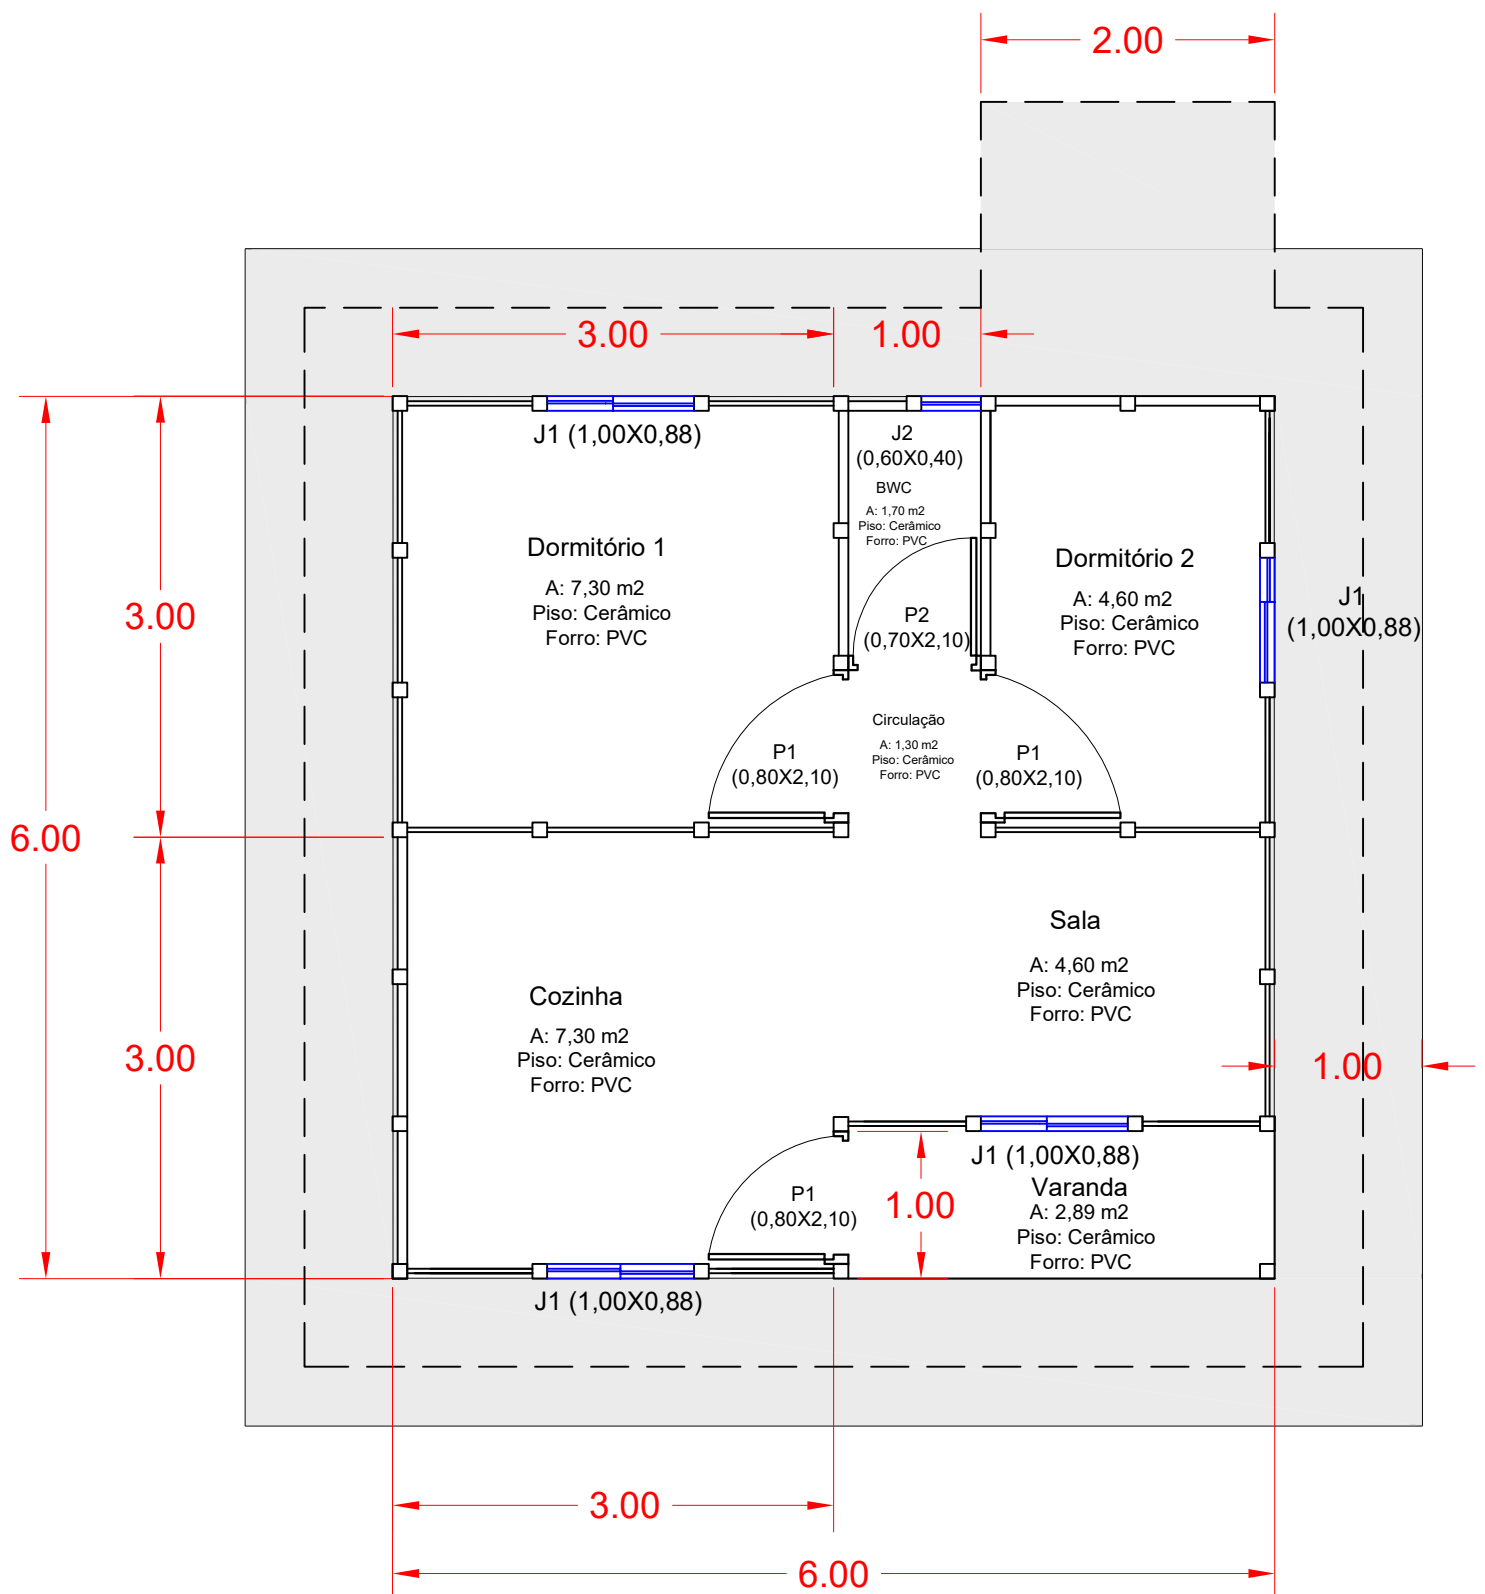 2.00
3.00
1.00
J1 (1,00X0,88)
J2
(0,60X0,40)
BWC
A: 1,70 m2
Piso: Cerâmico
Forro: PVC
Dormitório 1
A: 7,30 m2
Piso: Cerâmico
Forro: PVC
Dormitório 2
A: 4,60 m2
Piso: Cerâmico
Forro: PVC
J1
(1,00X0,88)
3.00
P2
(0,70X2,10)
Circulação
A: 1,30 m2
Piso: Cerâmico
Forro: PVC
P1
(0,80X2,10)
P1
(0,80X2,10)
6.00
Sala
A: 4,60 m2
Piso: Cerâmico
Forro: PVC
Cozinha
A: 7,30 m2
Piso: Cerâmico
Forro: PVC
3.00
1.00
J1 (1,00X0,88)
Varanda
A: 2,89 m2
Piso: Cerâmico
Forro: PVC
1.00
P1
(0,80X2,10)
J1 (1,00X0,88)
3.00
6.00